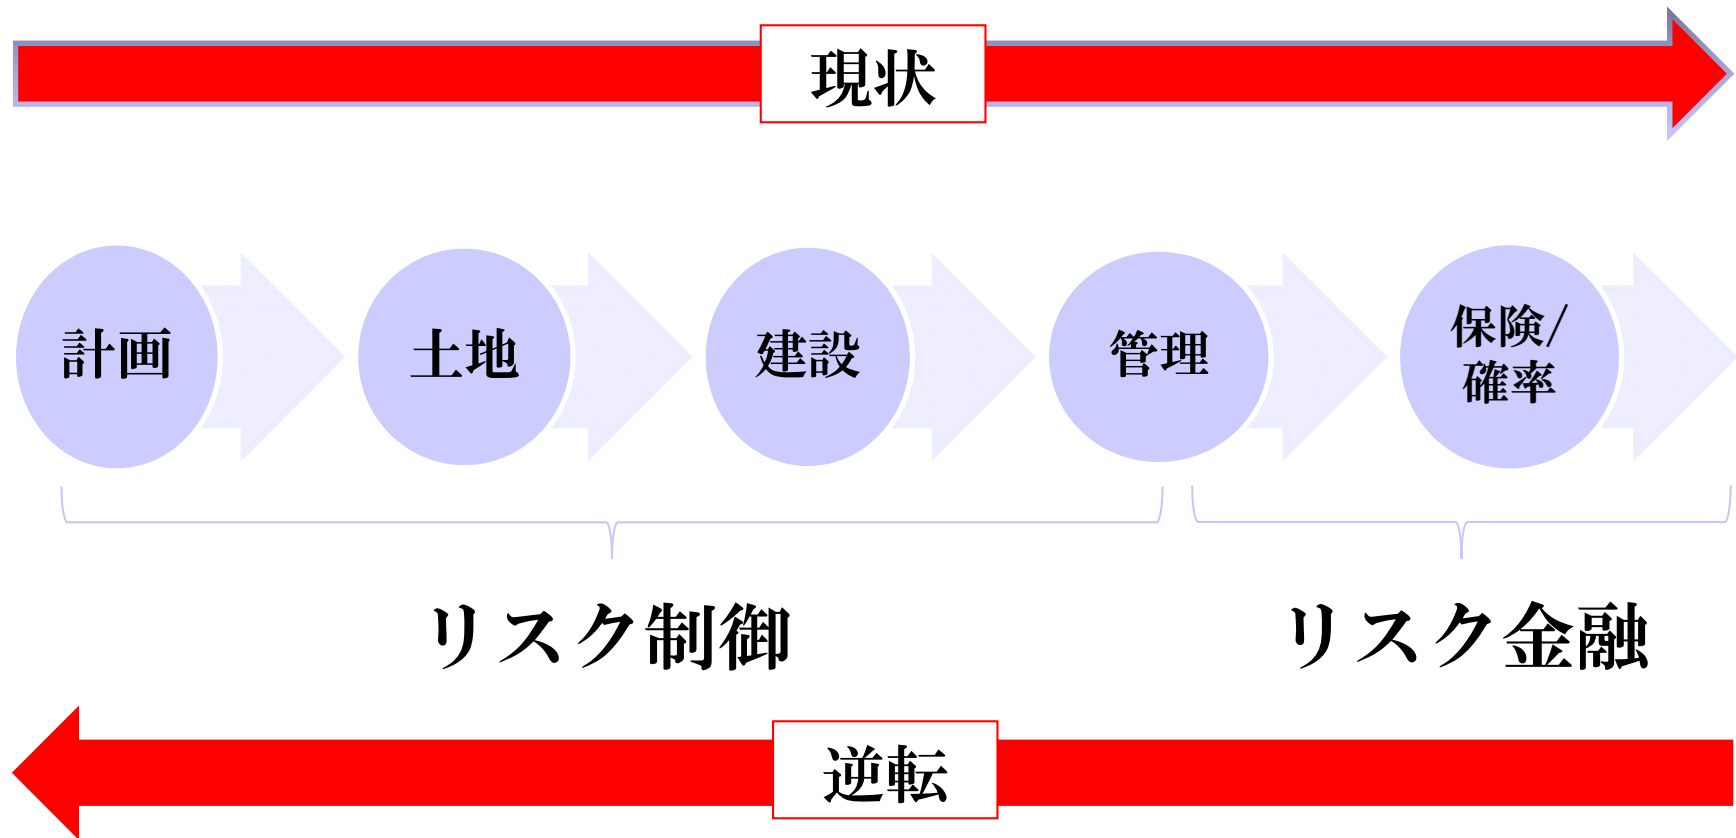 現状
計画
土地
建設
管理
保険/
確率
リスク制御
リスク金融
逆転